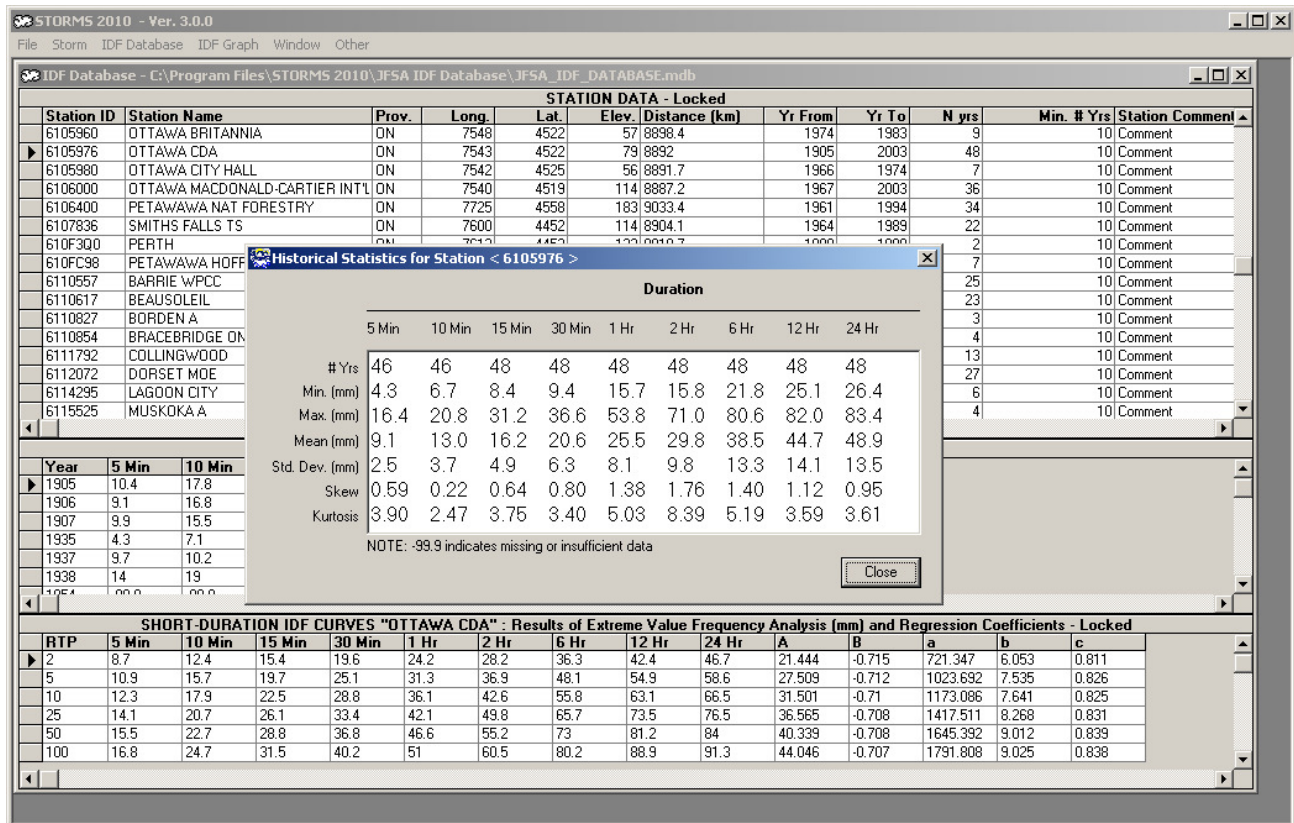 STORMS 2010 - Ver. 3.0.0
File Storm IDF Database IDF Graph Window Other
IDF Database - C:\Program Files\STORMS 2010\JFSA IDF Database\JFSA_IDF_DATABASE.mdb
STATION DATA - Locked
Station ID Station Name Prov. Long. Lat. Elev. Distance (km) Yr From Yr To N yrs Min. # Yrs Station Comment
6105960 OTTAWA BRITANNIA ON 7548 4522 57 8898.4 1974 1983 9 10 Comment
6105976 OTTAWA CDA ON 7543 4522 79 8892 1905 2003 48 10 Comment
6105980 OTTAWA CITY HALL ON 7542 4525 56 8891.7 1966 1974 7 10 Comment
6106000 OTTAWA MACDONALD-CARTIER INT'L ON 7540 4519 114 8887.2 1967 2003 36 10 Comment
6106400 PETAWAWA NAT FORESTRY ON 7725 4558 183 9033.4 1961 1994 34 10 Comment
6107836 SMITHS FALLS TS ON 7600 4452 114 8904.1 1964 1989 22 10 Comment
610F3Q0 PERTH ON 2 10 Comment
610FC98 PETAWAWA HOFF 7 10 Comment
6110557 BARRIE WPCC 25 10 Comment
6110617 BEAUSOLEIL 23 10 Comment
6110827 BORDEN A 3 10 Comment
6110854 BRACEBRIDGE ON 4 10 Comment
6111792 COLLINGWOOD 13 10 Comment
6112072 DORSET MOE 27 10 Comment
6114295 LAGOON CITY 6 10 Comment
6115525 MUSKOKA A 4 10 Comment
Historical Statistics for Station < 6105976 >
Duration
5 Min 10 Min 15 Min 30 Min 1 Hr 2 Hr 6 Hr 12 Hr 24 Hr
# Yrs 46 46 48 48 48 48 48 48 48
Min. (mm) 4.3 6.7 8.4 9.4 15.7 15.8 21.8 25.1 26.4
Max. (mm) 16.4 20.8 31.2 36.6 53.8 71.0 80.6 82.0 83.4
Mean (mm) 9.1 13.0 16.2 20.6 25.5 29.8 38.5 44.7 48.9
Std. Dev. (mm) 2.5 3.7 4.9 6.3 8.1 9.8 13.3 14.1 13.5
Skew 0.59 0.22 0.64 0.80 1.38 1.76 1.40 1.12 0.95
Kurtosis 3.90 2.47 3.75 3.40 5.03 8.39 5.19 3.59 3.61
NOTE: -99.9 indicates missing or insufficient data
Close
Year 5 Min 10 Min
1905 10.4 17.8
1906 9.1 16.8
1907 9.9 15.5
1935 4.3 7.1
1937 9.7 10.2
1938 14 19
SHORT-DURATION IDF CURVES "OTTAWA CDA" : Results of Extreme Value Frequency Analysis (mm) and Regression Coefficients - Locked
RTP 5 Min 10 Min 15 Min 30 Min 1 Hr 2 Hr 6 Hr 12 Hr 24 Hr A B a b c
2 8.7 12.4 15.4 19.6 24.2 28.2 36.3 42.4 46.7 21.444 -0.715 721.347 6.053 0.811
5 10.9 15.7 19.7 25.1 31.3 36.9 48.1 54.9 58.6 27.509 -0.712 1023.692 7.535 0.826
10 12.3 17.9 22.5 28.8 36.1 42.6 55.8 63.1 66.5 31.501 -0.71 1173.086 7.641 0.825
25 14.1 20.7 26.1 33.4 42.1 49.8 65.7 73.5 76.5 36.565 -0.708 1417.511 8.268 0.831
50 15.5 22.7 28.8 36.8 46.6 55.2 73 81.2 84 40.339 -0.708 1645.392 9.012 0.839
100 16.8 24.7 31.5 40.2 51 60.5 80.2 88.9 91.3 44.046 -0.707 1791.808 9.025 0.838